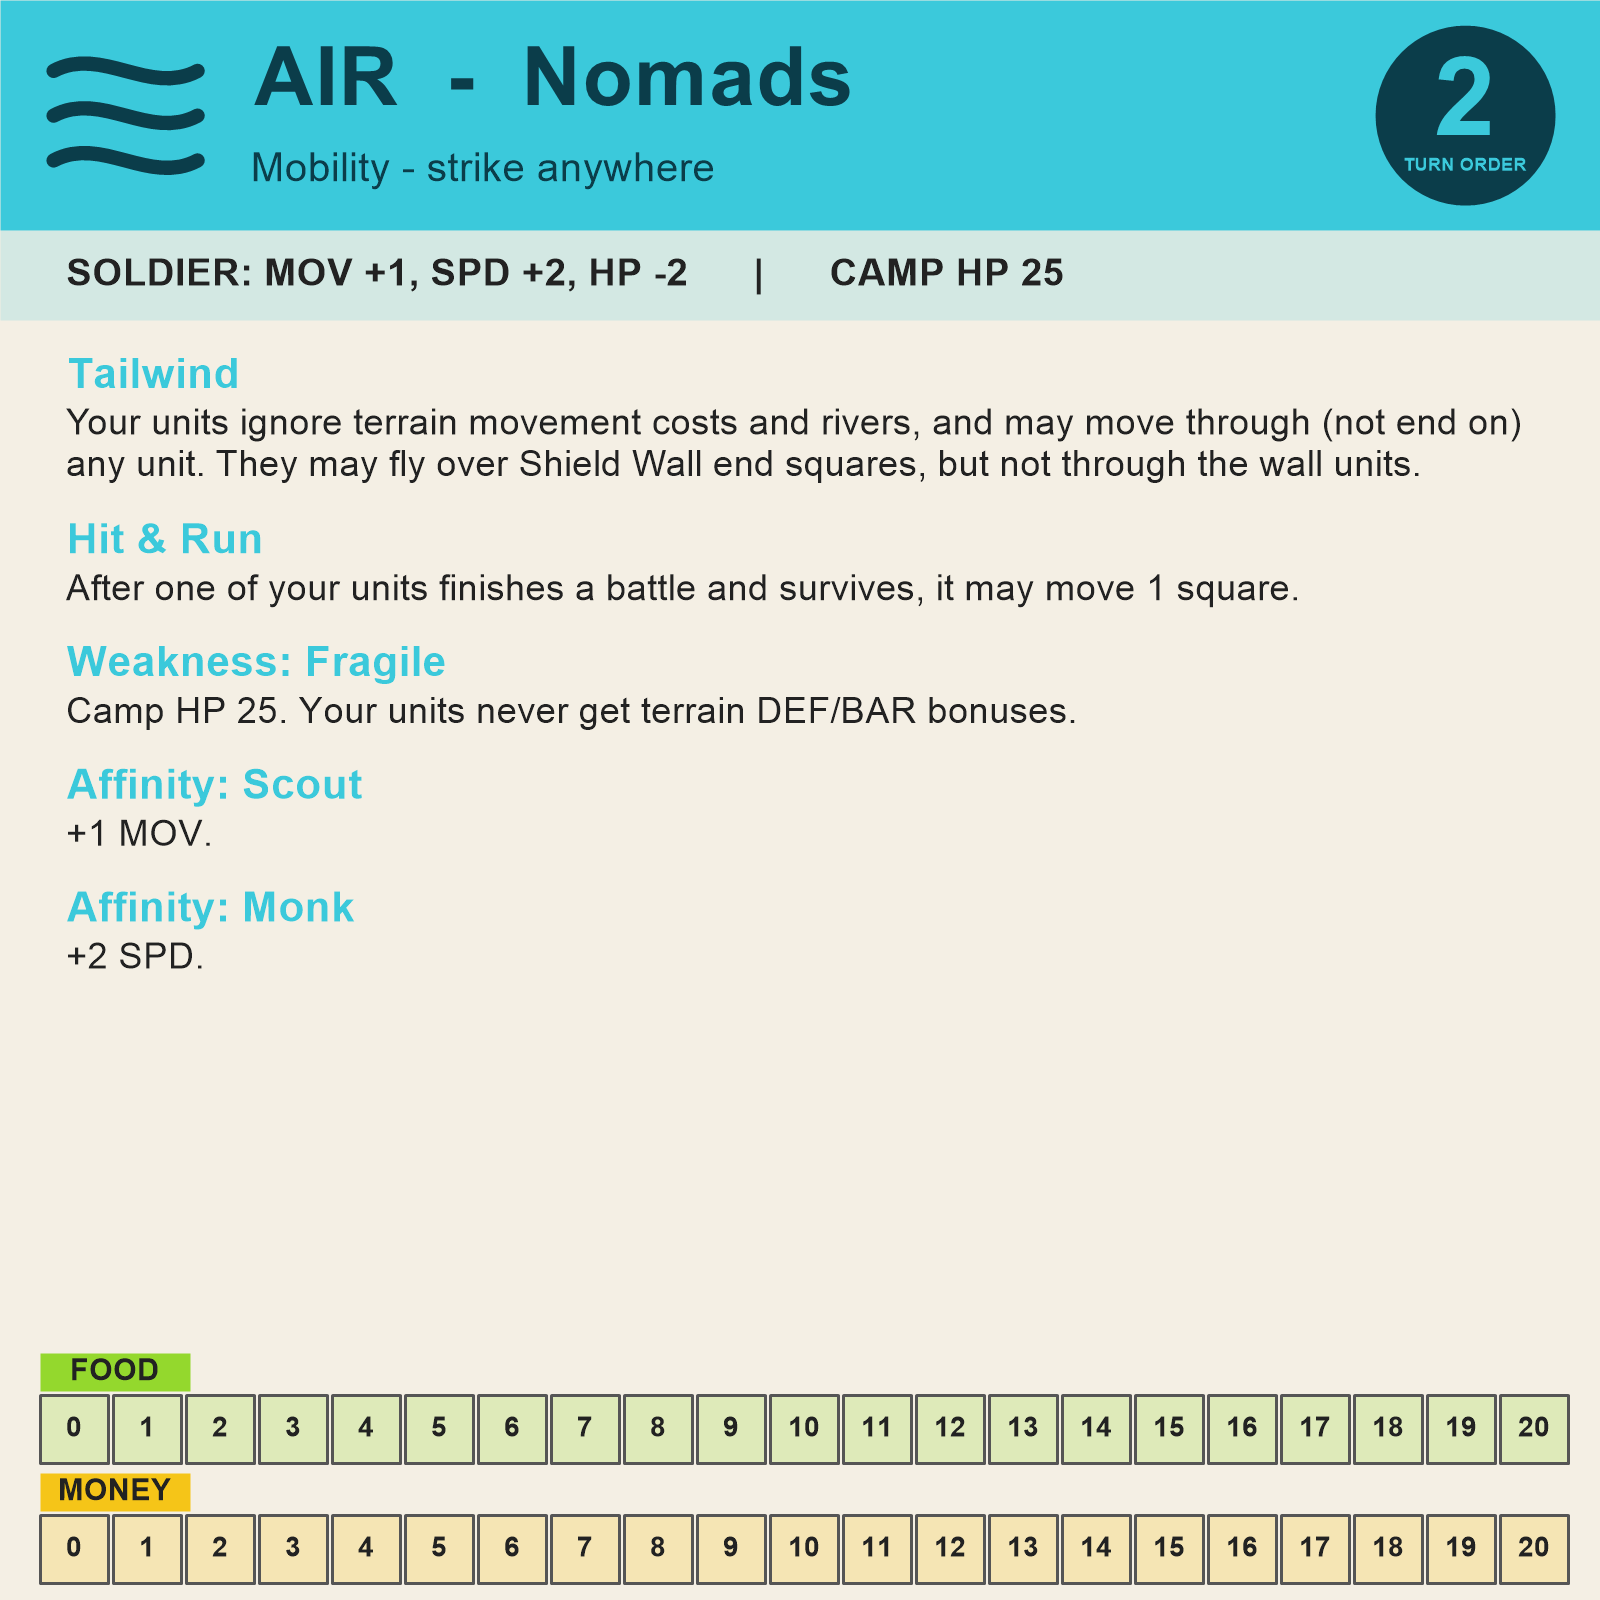 AIR - Nomads
Mobility - strike anywhere
2
TURN ORDER
SOLDIER: MOV +1, SPD +2, HP -2 | CAMP HP 25
Tailwind
Your units ignore terrain movement costs and rivers, and may move through (not end on)
any unit. They may fly over Shield Wall end squares, but not through the wall units.
Hit & Run
After one of your units finishes a battle and survives, it may move 1 square.
Weakness: Fragile
Camp HP 25. Your units never get terrain DEF/BAR bonuses.
Affinity: Scout
+1 MOV.
Affinity: Monk
+2 SPD.
FOOD
0 1 2 3 4 5 6 7 8 9 10 11 12 13 14 15 16 17 18 19 20
MONEY
0 1 2 3 4 5 6 7 8 9 10 11 12 13 14 15 16 17 18 19 20